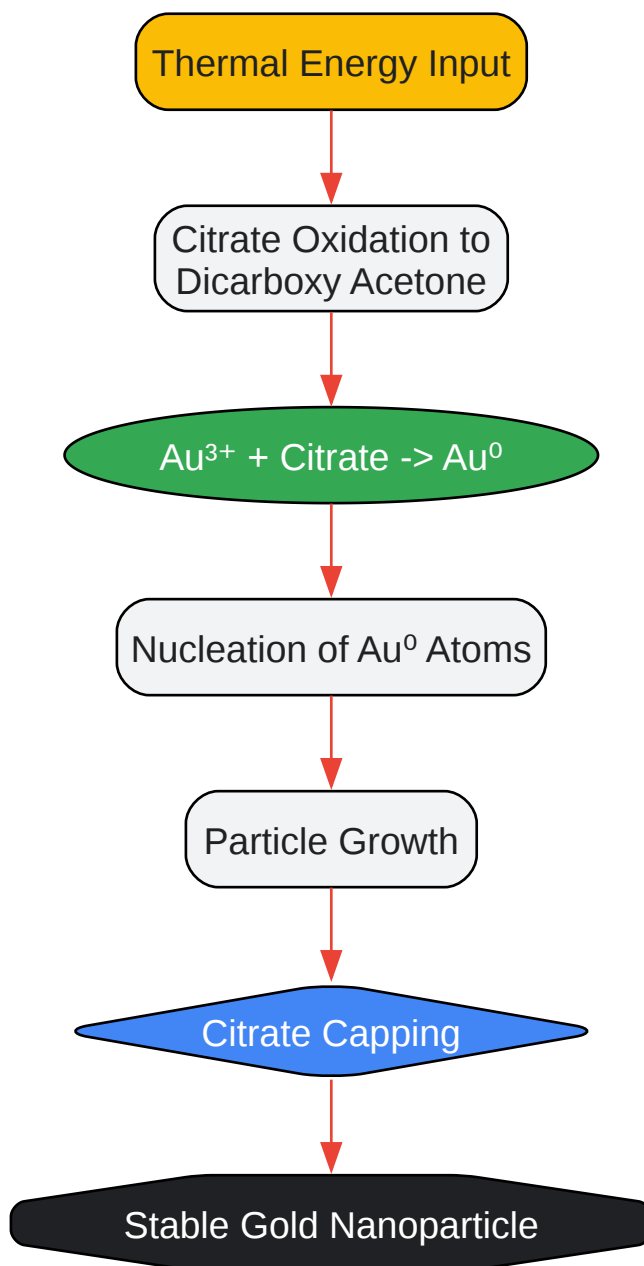 Thermal Energy Input
Citrate Oxidation to
Dicarboxy Acetone
Au³⁺ + Citrate -> Au⁰
Nucleation of Au⁰ Atoms
Particle Growth
Citrate Capping
Stable Gold Nanoparticle